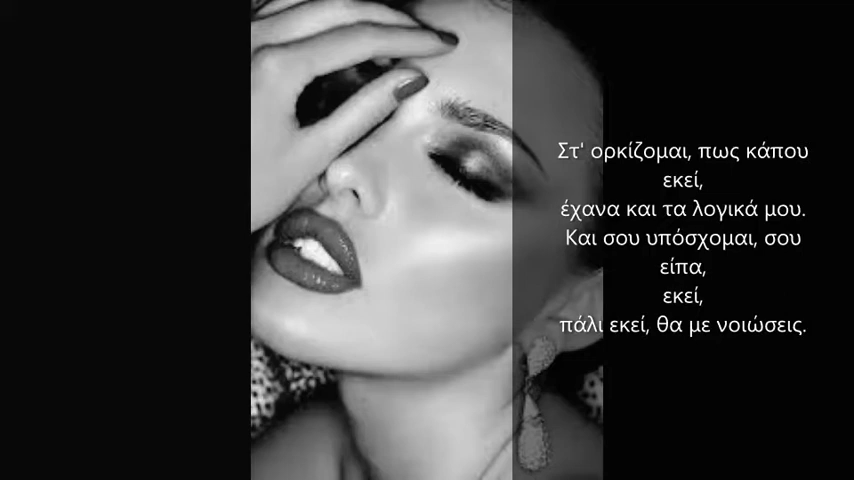 Στ' ορκίζομαι, πως κάπου
εκεί,
έχανα και τα λογικά μου.
Και σου υπόσχομαι, σου
είπα,
εκεί,
πάλι εκεί, θα με νοιώσεις.